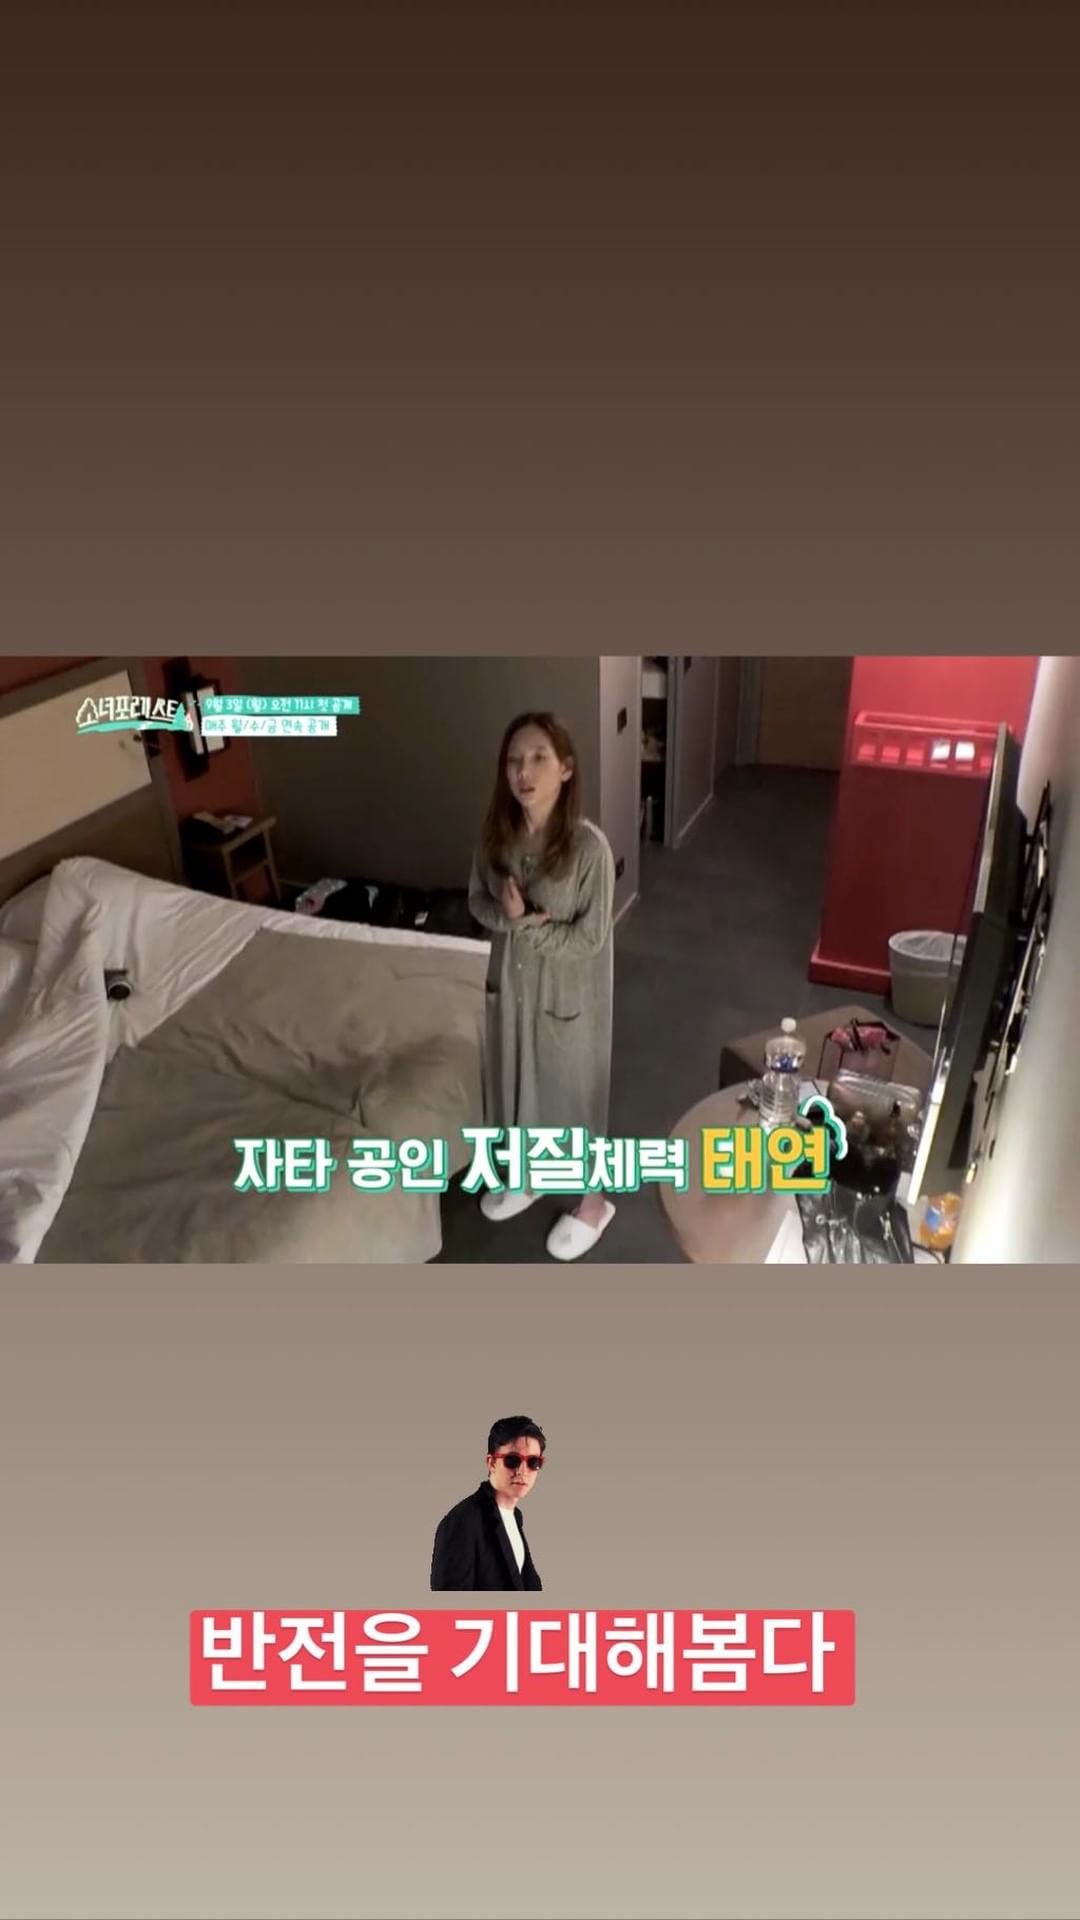 소녀포레스트
9월 3일 (월) 오전 11시 첫 공개
매주 월/수/금 연속 공개
자타 공인 저질체력 태연
반전을 기대해봄다